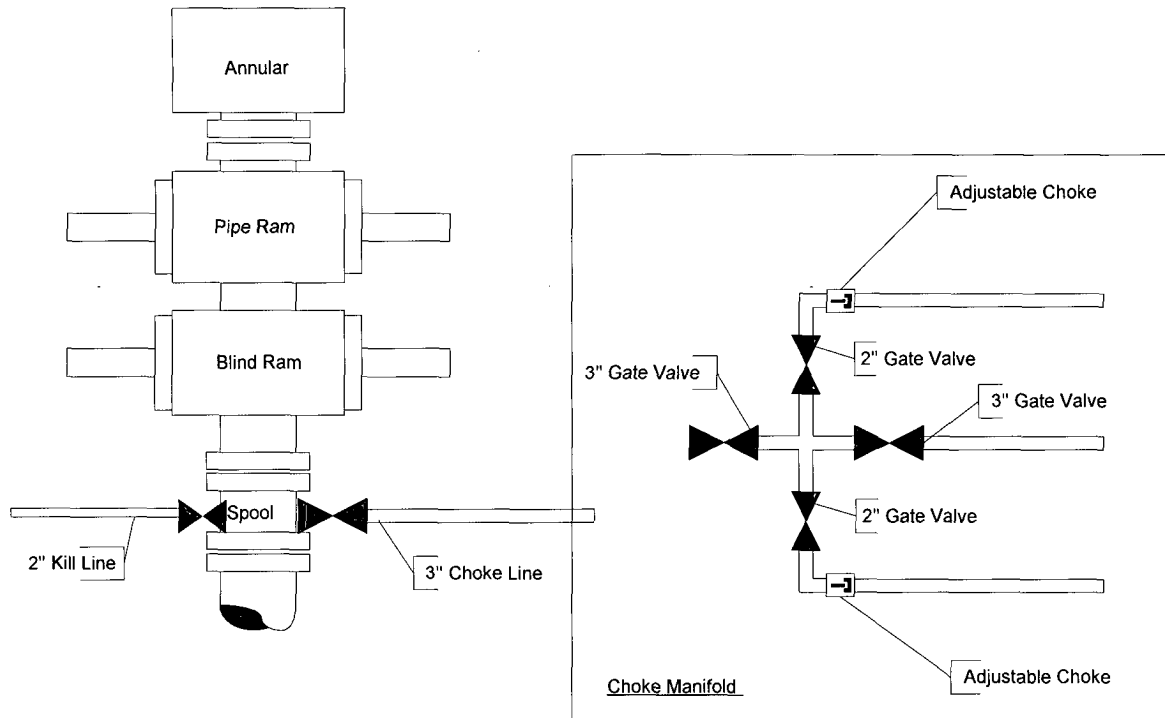 Annular
Pipe Ram
Blind Ram
Spool
2" Kill Line
3" Choke Line
Adjustable Choke
2" Gate Valve
3" Gate Valve
3" Gate Valve
2" Gate Valve
Adjustable Choke
Choke Manifold